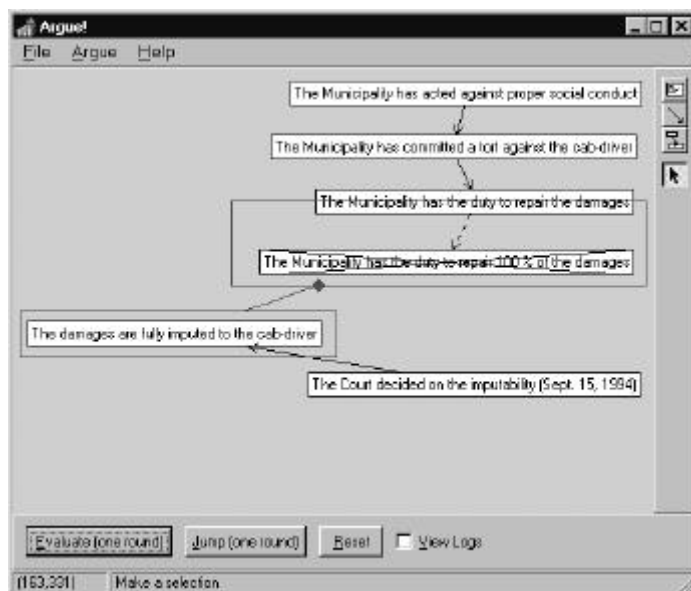 Argue!
File Argue Help
The Municipality has acted against proper social conduct
The Municipality has committed a tort against the cab-driver
The Municipality has the duty to repair the damages
The Municipality has the duty to repair 100 % of the damages
The damages are fully imputed to the cab-driver
The Court decided on the imputability (Sept. 15, 1994)
Evaluate (one round) Jump (one round) Reset View Logs
(163,331) Make a selection.